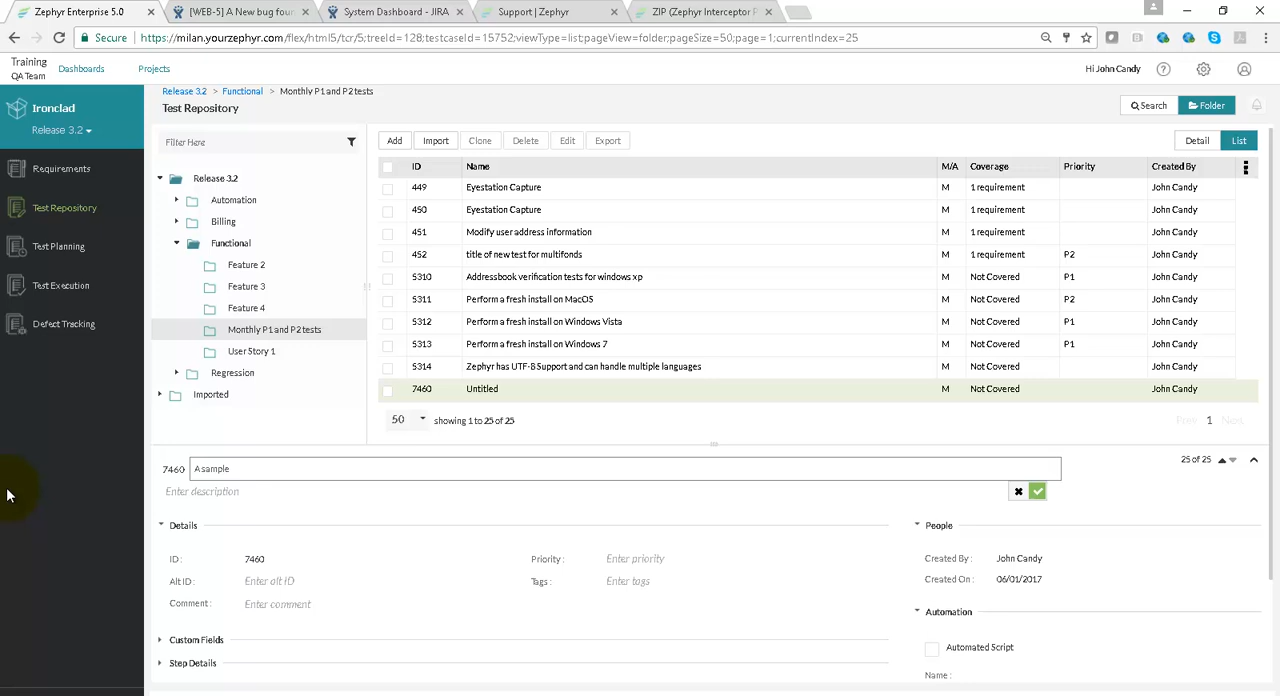 Zephyr Enterprise 5.0
[WEB-5] A New bug foun
System Dashboard - JIRA
Support | Zephyr
ZIP (Zephyr Interceptor P
Secure
https://milan.yourzephyr.com/flex/html5/tcr/5;treeId=128;testcaseId=15752;viewType=list;pageView=folder;pageSize=50;page=1;currentIndex=25
Training
QA Team
Dashboards
Projects
Hi John Candy
Ironclad
Release 3.2
Requirements
Test Repository
Test Planning
Test Execution
Defect Tracking
Release 3.2 > Functional > Monthly P1 and P2 tests
Test Repository
Search
Folder
Filter Here
Release 3.2
Automation
Billing
Functional
Feature 2
Feature 3
Feature 4
Monthly P1 and P2 tests
User Story 1
Regression
Imported
Add Import Clone Delete Edit Export
Detail List
ID Name M/A Coverage Priority Created By
449 Eyestation Capture M 1 requirement John Candy
450 Eyestation Capture M 1 requirement John Candy
451 Modify user address information M 1 requirement John Candy
452 title of new test for multifonds M 1 requirement P2 John Candy
5310 Addressbook verification tests for windows xp M Not Covered P1 John Candy
5311 Perform a fresh install on MacOS M Not Covered P2 John Candy
5312 Perform a fresh install on Windows Vista M Not Covered P1 John Candy
5313 Perform a fresh install on Windows 7 M Not Covered P1 John Candy
5314 Zephyr has UTF-8 Support and can handle multiple languages M Not Covered John Candy
7460 Untitled M Not Covered John Candy
50 showing 1 to 25 of 25
Prev 1 Next
7460 A sample
25 of 25
Enter description
Details
ID : 7460
Priority : Enter priority
Alt ID : Enter alt ID
Tags : Enter tags
Comment : Enter comment
Custom Fields
Step Details
People
Created By : John Candy
Created On : 06/01/2017
Automation
Automated Script
Name :